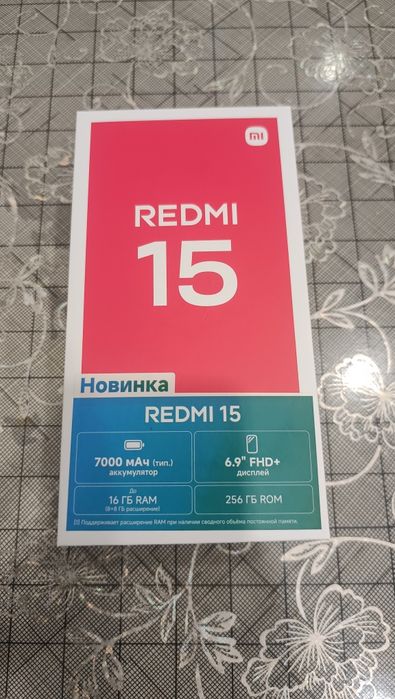 mi
REDMI
15
Новинка
REDMI 15
7000 мАч (тип.)
аккумулятор
6.9" FHD+
дисплей
До
16 ГБ RAM
(8+8 ГБ расширение)
256 ГБ ROM
[1] Поддерживает расширение RAM при наличии сводного объёма постоянной памяти.